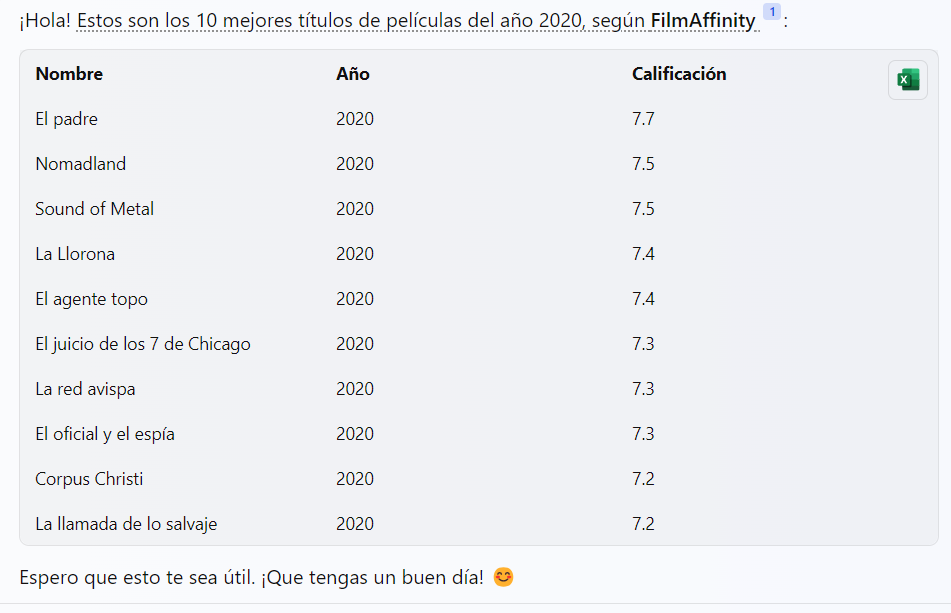 ¡Hola! Estos son los 10 mejores títulos de películas del año 2020, según FilmAffinity 1 :
Nombre Año Calificación
El padre 2020 7.7
Nomadland 2020 7.5
Sound of Metal 2020 7.5
La Llorona 2020 7.4
El agente topo 2020 7.4
El juicio de los 7 de Chicago 2020 7.3
La red avispa 2020 7.3
El oficial y el espía 2020 7.3
Corpus Christi 2020 7.2
La llamada de lo salvaje 2020 7.2
Espero que esto te sea útil. ¡Que tengas un buen día! 😊